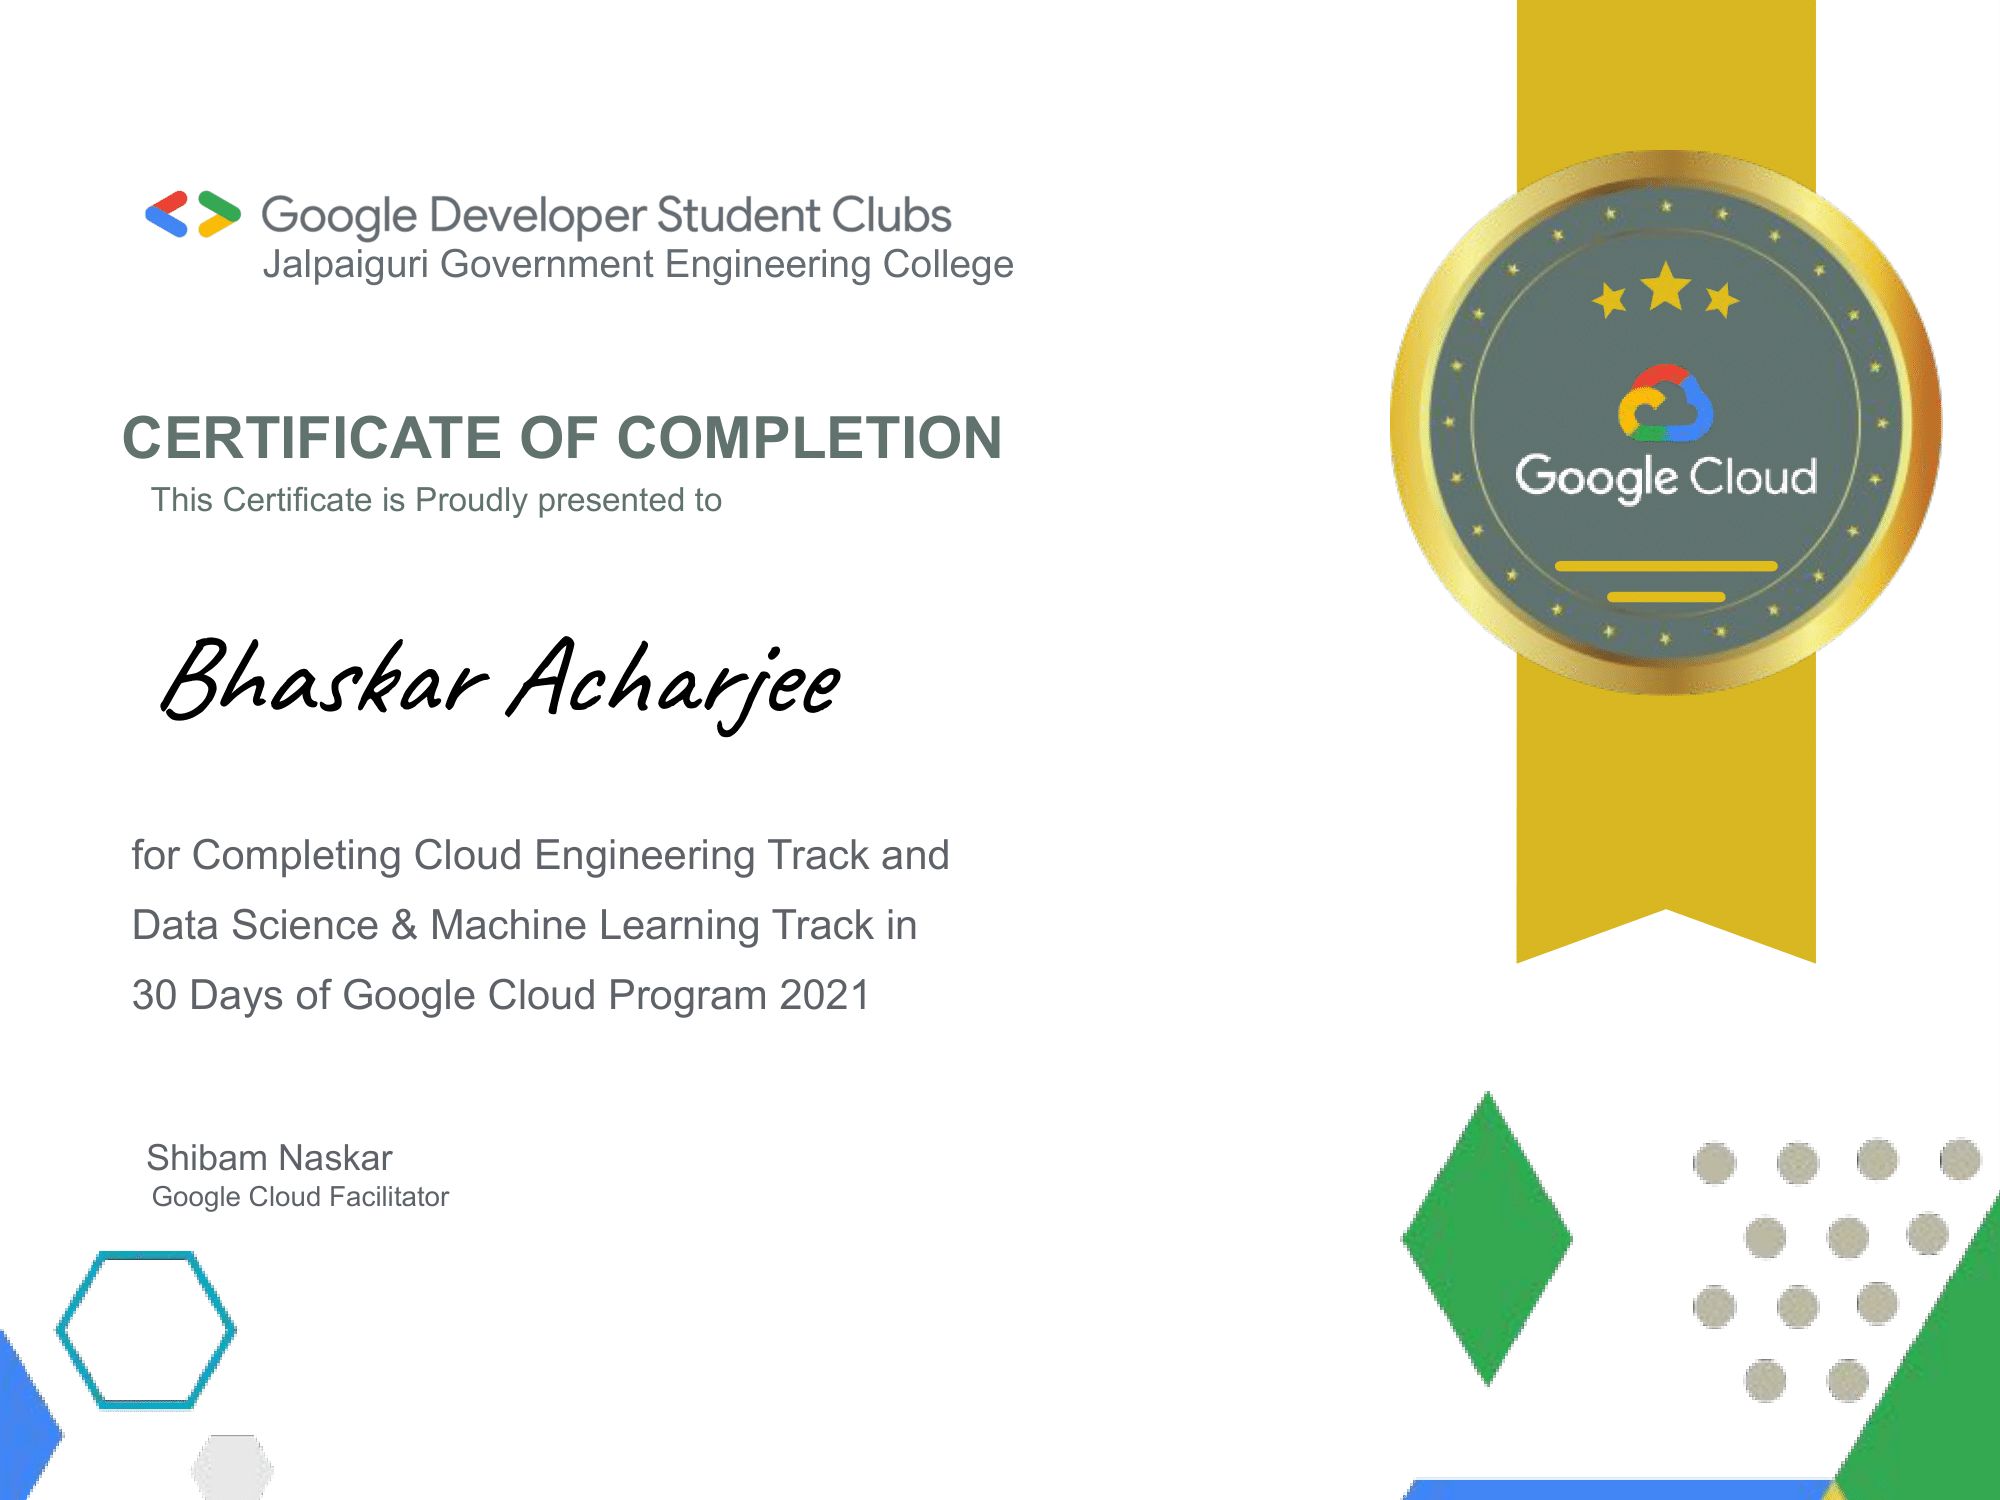 Google Developer Student Clubs
Jalpaiguri Government Engineering College
CERTIFICATE OF COMPLETION
This Certificate is Proudly presented to
Bhaskar Acharjee
for Completing Cloud Engineering Track and
Data Science & Machine Learning Track in
30 Days of Google Cloud Program 2021
Shibam Naskar
Google Cloud Facilitator
Google Cloud